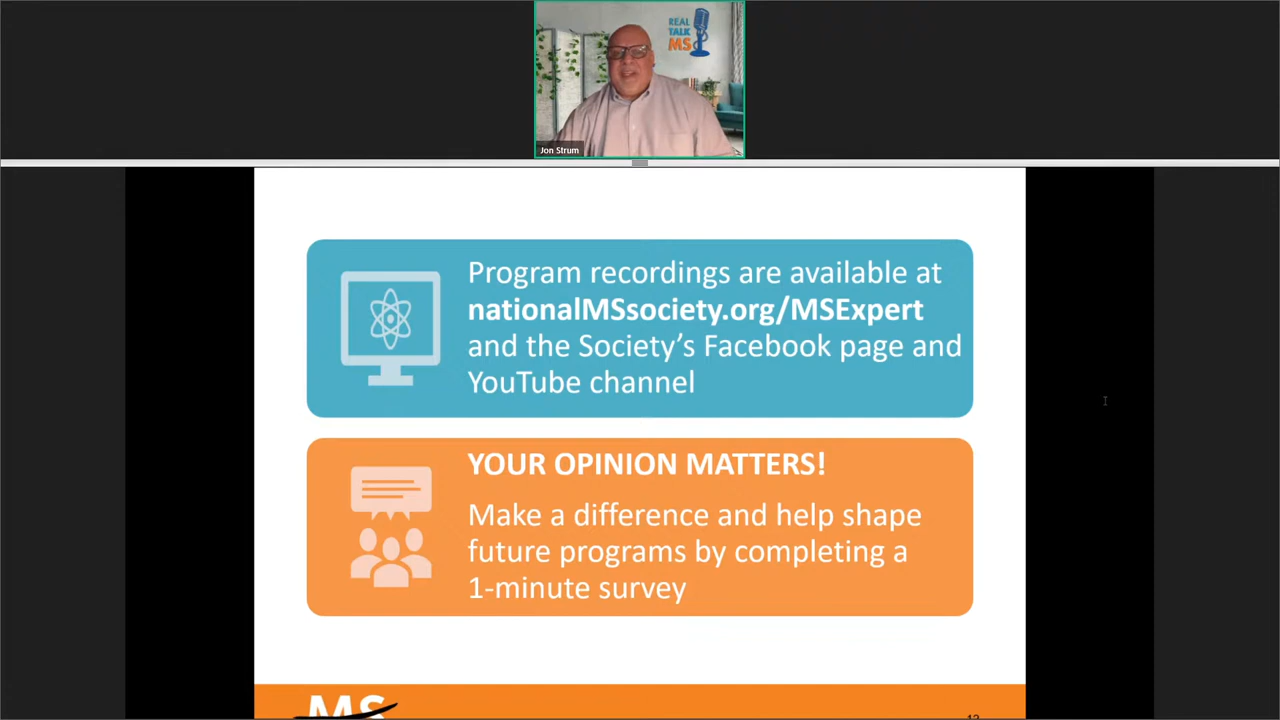 REAL
TALK
MS
Jon Strum
Program recordings are available at
nationalMSsociety.org/MSExpert
and the Society’s Facebook page and
YouTube channel
YOUR OPINION MATTERS!
Make a difference and help shape
future programs by completing a
1-minute survey
MS